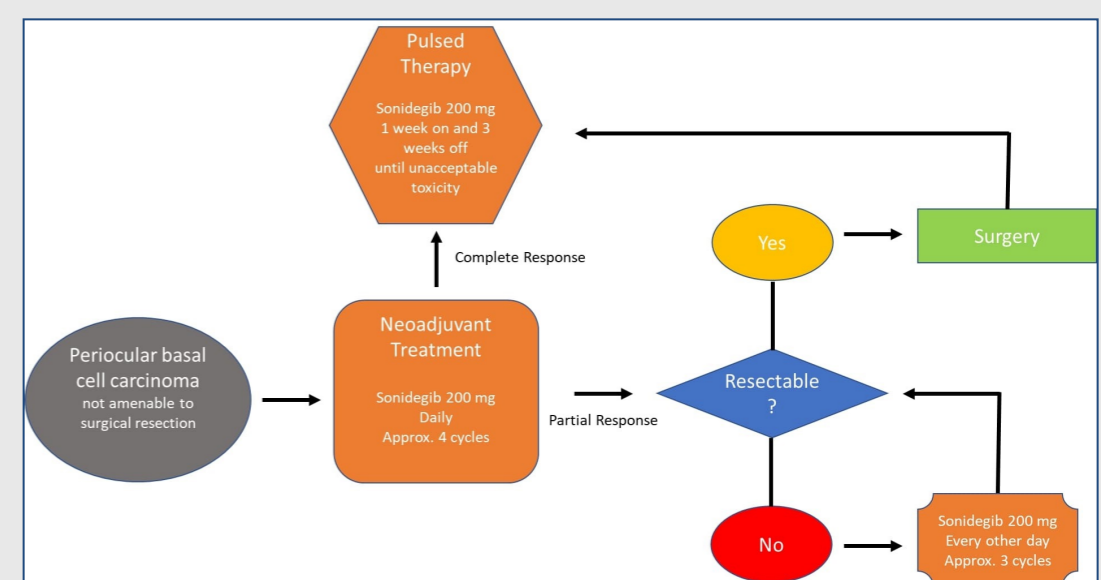 Pulsed
Therapy
Sonidegib 200 mg
1 week on and 3
weeks off
until unacceptable
toxicity
Complete Response
Yes
Surgery
Periocular basal
cell carcinoma
not amenable to
surgical resection
Neoadjuvant
Treatment
Sonidegib 200 mg
Daily
Approx. 4 cycles
Partial Response
Resectable
?
No
Sonidegib 200 mg
Every other day
Approx. 3 cycles